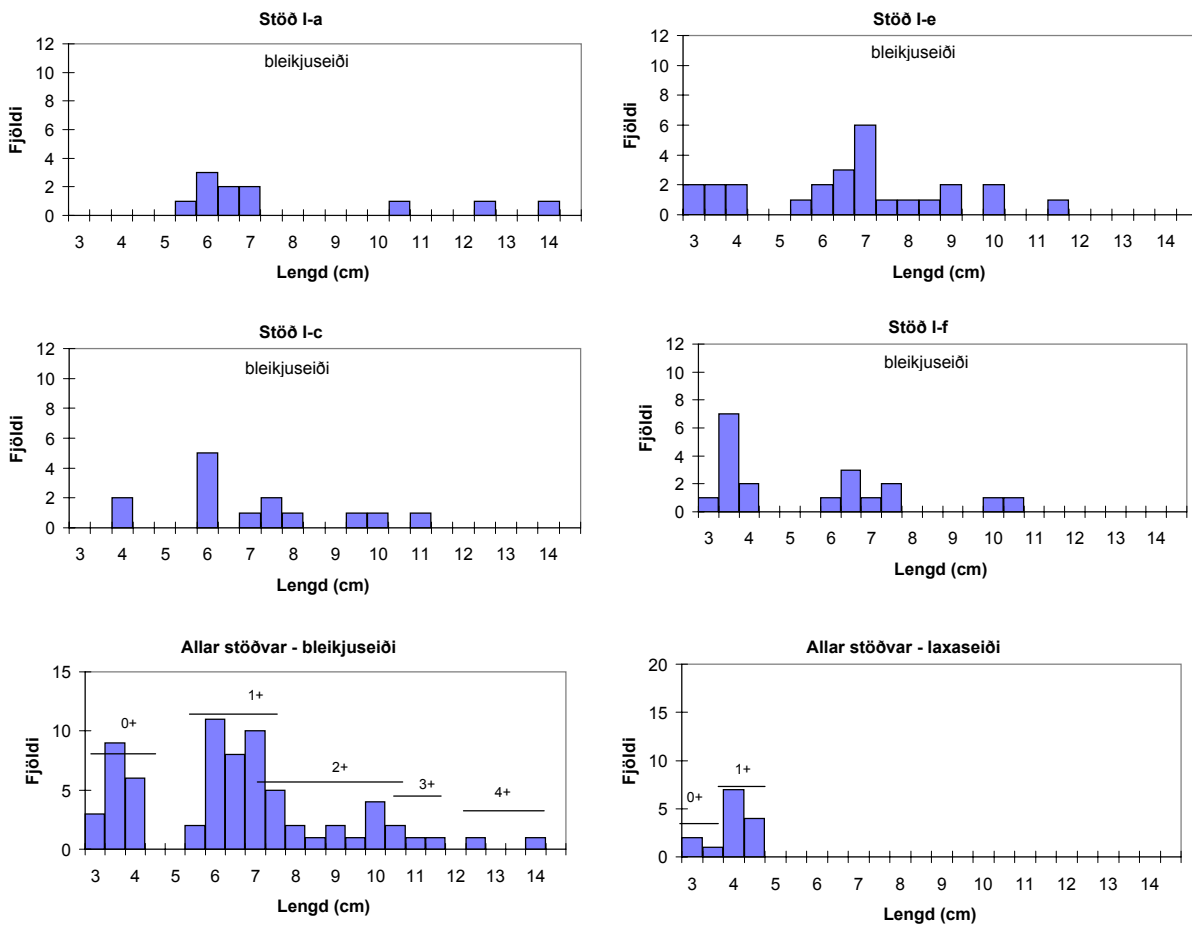 Stöð I-a
bleikjuseiði
12
10
8
6
4
2
0
Fjöldi
3 4 5 6 7 8 9 10 11 12 13 14
Lengd (cm)
Stöð I-e
bleikjuseiði
12
10
8
6
4
2
0
Fjöldi
3 4 5 6 7 8 9 10 11 12 13 14
Lengd (cm)
Stöð I-c
bleikjuseiði
12
10
8
6
4
2
0
Fjöldi
3 4 5 6 7 8 9 10 11 12 13 14
Lengd (cm)
Stöð I-f
bleikjuseiði
12
10
8
6
4
2
0
Fjöldi
3 4 5 6 7 8 9 10 11 12 13 14
Lengd (cm)
Allar stöðvar - bleikjuseiði
15
10
5
0
Fjöldi
0+
1+
2+
3+
4+
3 4 5 6 7 8 9 10 11 12 13 14
Lengd (cm)
Allar stöðvar - laxaseiði
20
15
10
5
0
Fjöldi
0+
1+
3 4 5 6 7 8 9 10 11 12 13 14
Lengd (cm)